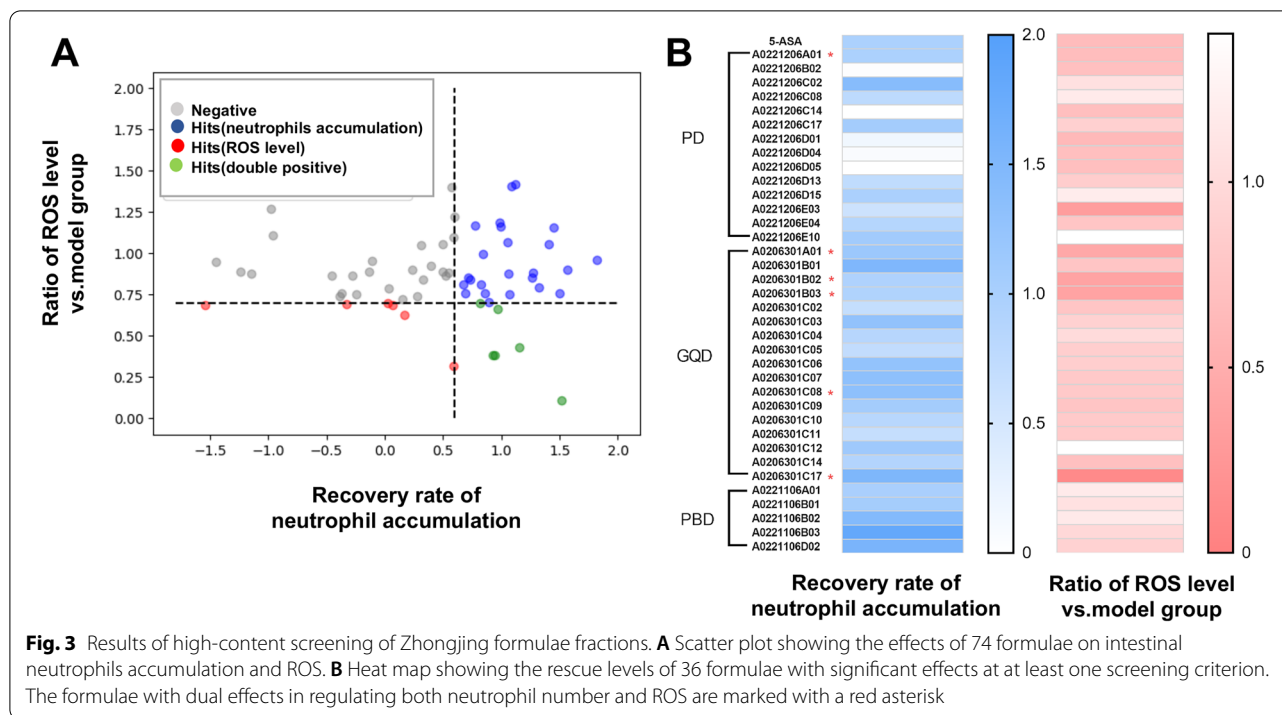 A
2.00
1.75
1.50
1.25
1.00
0.75
0.50
0.25
0.00
Ratio of ROS level
vs.model group
Negative
Hits(neutrophils accumulation)
Hits(ROS level)
Hits(double positive)
−1.5
−1.0
−0.5
0.0
0.5
1.0
1.5
2.0
Recovery rate of
neutrophil accumulation
B
5-ASA
PD
A0221206A01 *
A0221206B02
A0221206C02
A0221206C08
A0221206C14
A0221206C17
A0221206D01
A0221206D04
A0221206D05
A0221206D13
A0221206D15
A0221206E03
A0221206E04
A0221206E10
GQD
A0206301A01 *
A0206301B01
A0206301B02 *
A0206301B03 *
A0206301C02
A0206301C03
A0206301C04
A0206301C05
A0206301C06
A0206301C07
A0206301C08 *
A0206301C09
A0206301C10
A0206301C11
A0206301C12
A0206301C14
A0206301C17 *
PBD
A0221106A01
A0221106B01
A0221106B02
A0221106B03
A0221106D02
2.0
1.5
1.0
0.5
0
Recovery rate of
neutrophil accumulation
1.0
0.5
0
Ratio of ROS level
vs.model group
Fig. 3 Results of high-content screening of Zhongjing formulae fractions. A Scatter plot showing the effects of 74 formulae on intestinal
neutrophils accumulation and ROS. B Heat map showing the rescue levels of 36 formulae with significant effects at at least one screening criterion.
The formulae with dual effects in regulating both neutrophil number and ROS are marked with a red asterisk